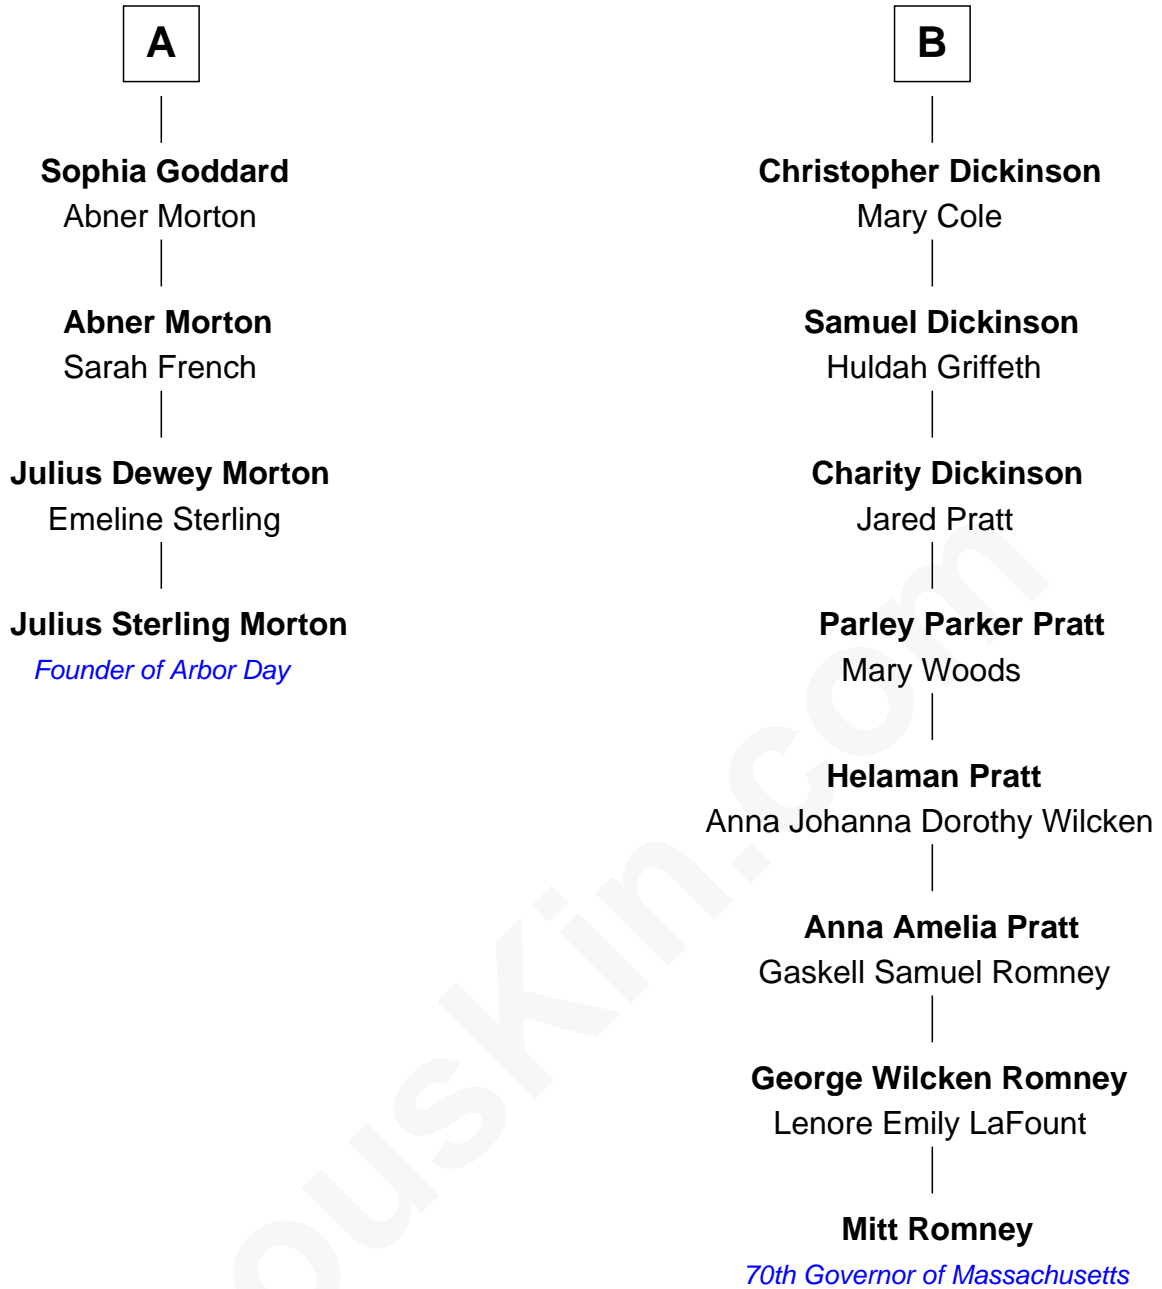 A
Sophia Goddard
Abner Morton
Abner Morton
Sarah French
Julius Dewey Morton
Emeline Sterling
Julius Sterling Morton
Founder of Arbor Day
B
Christopher Dickinson
Mary Cole
Samuel Dickinson
Huldah Griffeth
Charity Dickinson
Jared Pratt
Parley Parker Pratt
Mary Woods
Helaman Pratt
Anna Johanna Dorothy Wilcken
Anna Amelia Pratt
Gaskell Samuel Romney
George Wilcken Romney
Lenore Emily LaFount
Mitt Romney
70th Governor of Massachusetts
ousKin.com